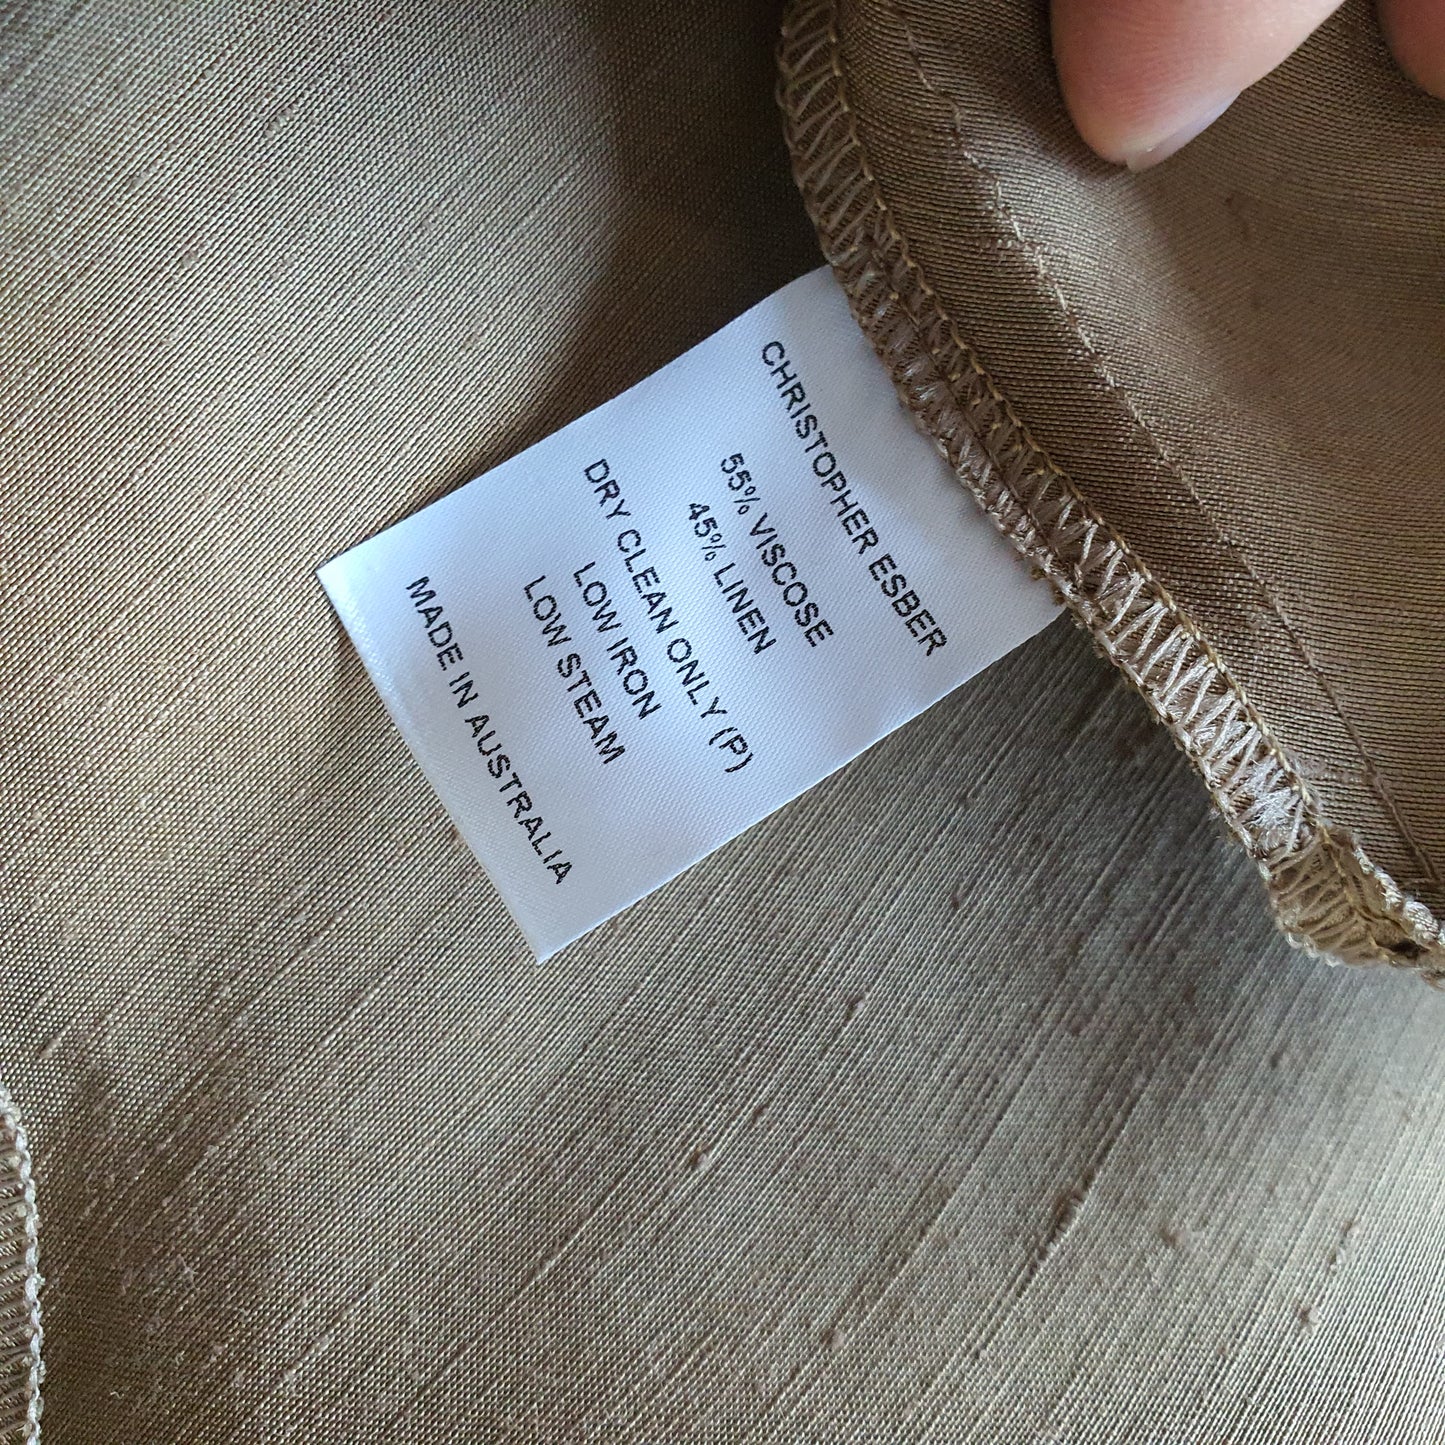 CHRISTOPHER ESBER
55% VISCOSE
45% LINEN
DRY CLEAN ONLY (P)
LOW IRON
LOW STEAM
MADE IN AUSTRALIA